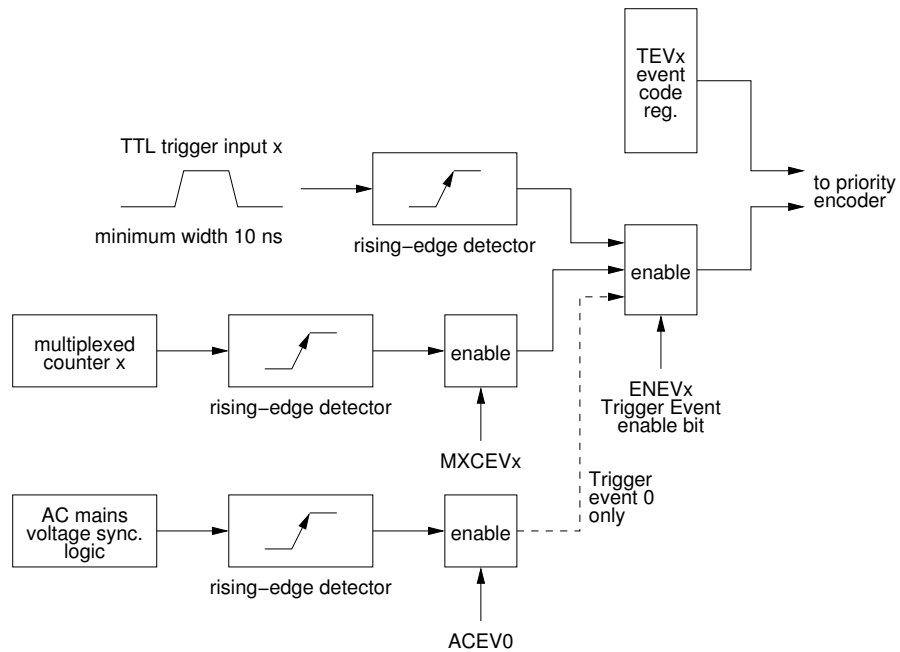 TEVx
event
code
reg.
TTL trigger input x
to priority
encoder
minimum width 10 ns
rising−edge detector
enable
multiplexed
counter x
enable
rising−edge detector
ENEVx
Trigger Event
enable bit
MXCEVx
Trigger
event 0
only
AC mains
voltage sync.
logic
enable
rising−edge detector
ACEV0